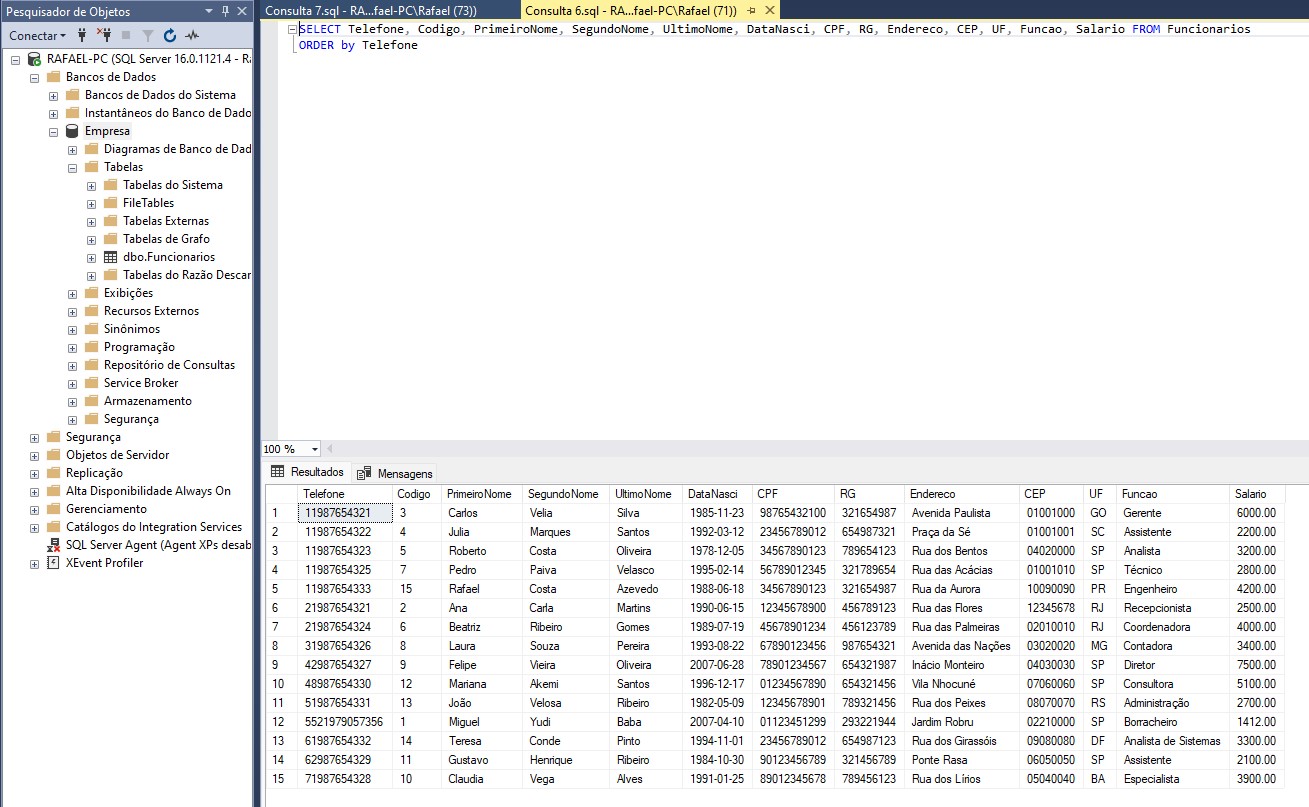 Pesquisador de Objetos
Conectar
RAFAEL-PC (SQL Server 16.0.1121.4 - R
Bancos de Dados
Bancos de Dados do Sistema
Instantâneos do Banco de Dado
Empresa
Diagramas de Banco de Dad
Tabelas
Tabelas do Sistema
FileTables
Tabelas Externas
Tabelas de Grafo
dbo.Funcionarios
Tabelas do Razão Descar
Exibições
Recursos Externos
Sinônimos
Programação
Repositório de Consultas
Service Broker
Armazenamento
Segurança
Segurança
Objetos de Servidor
Replicação
Alta Disponibilidade Always On
Gerenciamento
Catálogos do Integration Services
SQL Server Agent (Agent XPs desab
XEvent Profiler
Consulta 7.sql - RA...fael-PC\Rafael (73))
Consulta 6.sql - RA...fael-PC\Rafael (71))
SELECT Telefone, Codigo, PrimeiroNome, SegundoNome, UltimoNome, DataNasci, CPF, RG, Endereco, CEP, UF, Funcao, Salario FROM Funcionarios
ORDER by Telefone
100 %
Resultados Mensagens
Telefone Codigo PrimeiroNome SegundoNome UltimoNome DataNasci CPF RG Endereco CEP UF Funcao Salario
1 11987654321 3 Carlos Velia Silva 1985-11-23 98765432100 321654987 Avenida Paulista 01001000 GO Gerente 6000.00
2 11987654322 4 Julia Marques Santos 1992-03-12 23456789012 654987321 Praça da Sé 01001001 SC Assistente 2200.00
3 11987654323 5 Roberto Costa Oliveira 1978-12-05 34567890123 789654123 Rua dos Bentos 04020000 SP Analista 3200.00
4 11987654325 7 Pedro Paiva Velasco 1995-02-14 56789012345 321789654 Rua das Acácias 01001010 SP Técnico 2800.00
5 11987654333 15 Rafael Costa Azevedo 1988-06-18 34565789123 321654987 Rua da Aurora 10090090 PR Engenheiro 4200.00
6 21987654321 2 Ana Carla Martins 1990-06-15 12345678900 456789123 Rua das Flores 12345678 RJ Recepcionista 2500.00
7 21987654324 6 Beatriz Ribeiro Gomes 1989-07-19 45678901234 456123789 Rua das Palmeiras 02010010 RJ Coordenadora 4000.00
8 31987654326 8 Laura Souza Pereira 1993-08-22 67890123456 987654321 Avenida das Nações 03020020 MG Contadora 3400.00
9 42987654327 9 Felipe Vieira Oliveira 2007-06-28 78901234567 654321987 Inácio Monteiro 04030030 SP Diretor 7500.00
10 48987654330 12 Mariana Akemi Santos 1996-12-17 01234567890 654321456 Vila Nhocuné 07060060 SP Consultora 5100.00
11 51987654331 13 João Velosa Ribeiro 1982-05-09 12345678901 789321456 Rua dos Peixes 08070070 RS Administração 2700.00
12 5521979057356 1 Miguel Yudi Baba 2007-04-10 01123451299 293221944 Jardim Robru 02210000 SP Borracheiro 1412.00
13 61987654332 14 Teresa Conde Pinto 1994-11-01 23456789012 654987123 Rua dos Girassóis 09080080 DF Analista de Sistemas 3300.00
14 62987654329 11 Gustavo Henrique Ribeiro 1984-10-30 90123456789 321456789 Ponte Rasa 06050050 SP Assistente 2100.00
15 71987654328 10 Claudia Vega Alves 1991-01-25 89012345678 789456123 Rua dos Lírios 05040040 BA Especialista 3900.00